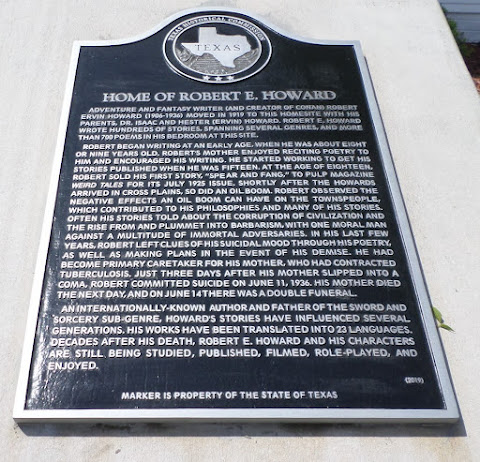 TEXAS HISTORICAL COMMISSION
TEXAS
HOME OF ROBERT E. HOWARD
ADVENTURE AND FANTASY WRITER (AND CREATOR OF CONAN) ROBERT
ERVIN HOWARD (1906-1936) MOVED IN 1919 TO THIS HOMESITE WITH HIS
PARENTS, DR. ISAAC AND HESTER (ERVIN) HOWARD. ROBERT E. HOWARD
WROTE HUNDREDS OF STORIES, SPANNING SEVERAL GENRES, AND MORE
THAN 700 POEMS IN HIS BEDROOM AT THIS SITE.
ROBERT BEGAN WRITING AT AN EARLY AGE. WHEN HE WAS ABOUT EIGHT
OR NINE YEARS OLD, ROBERT'S MOTHER ENJOYED RECITING POETRY TO
HIM AND ENCOURAGED HIS WRITING. HE STARTED WORKING TO GET HIS
STORIES PUBLISHED WHEN HE WAS FIFTEEN. AT THE AGE OF EIGHTEEN,
ROBERT SOLD HIS FIRST STORY, "SPEAR AND FANG," TO PULP MAGAZINE
WEIRD TALES FOR ITS JULY 1925 ISSUE. SHORTLY AFTER THE HOWARDS
ARRIVED IN CROSS PLAINS, SO DID AN OIL BOOM. ROBERT OBSERVED THE
NEGATIVE EFFECTS AN OIL BOOM CAN HAVE ON THE TOWNSPEOPLE,
WHICH CONTRIBUTED TO HIS PHILOSOPHIES AND MANY OF HIS STORIES.
OFTEN HIS STORIES TOLD ABOUT THE CORRUPTION OF CIVILIZATION AND
THE RISE FROM AND PLUMMET INTO BARBARISM, WITH ONE MORAL MAN
AGAINST A MULTITUDE OF IMMORTAL ADVERSARIES. IN HIS LAST FEW
YEARS, ROBERT LEFT CLUES OF HIS SUICIDAL MOOD THROUGH HIS POETRY,
AS WELL AS MAKING PLANS IN THE EVENT OF HIS DEMISE. HE HAD
BECOME PRIMARY CARETAKER FOR HIS MOTHER, WHO HAD CONTRACTED
TUBERCULOSIS. JUST THREE DAYS AFTER HIS MOTHER SLIPPED INTO A
COMA, ROBERT COMMITTED SUICIDE ON JUNE 11, 1936. HIS MOTHER DIED
THE NEXT DAY, AND ON JUNE 14 THERE WAS A DOUBLE FUNERAL.
AN INTERNATIONALLY-KNOWN AUTHOR AND FATHER OF THE SWORD AND
SORCERY SUB-GENRE, HOWARD'S STORIES HAVE INFLUENCED SEVERAL
GENERATIONS. HIS WORKS HAVE BEEN TRANSLATED INTO 23 LANGUAGES.
DECADES AFTER HIS DEATH, ROBERT E. HOWARD AND HIS CHARACTERS
ARE STILL BEING STUDIED, PUBLISHED, FILMED, ROLE-PLAYED, AND
ENJOYED.
(2019)
MARKER IS PROPERTY OF THE STATE OF TEXAS